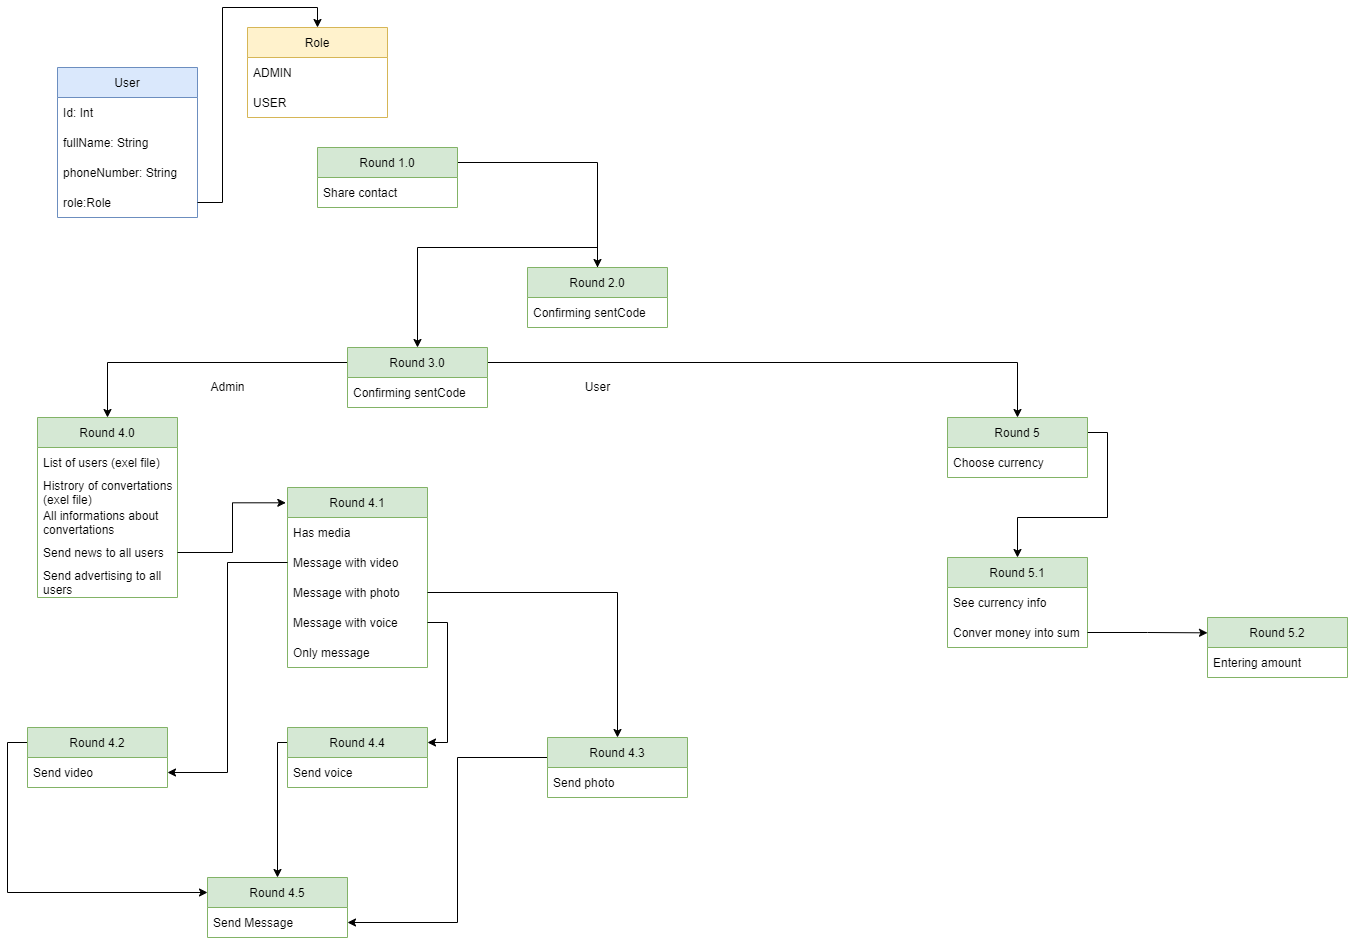 Role
ADMIN
USER
User
Id: Int
fullName: String
phoneNumber: String
role:Role
Round 1.0
Share contact
Round 2.0
Confirming sentCode
Round 3.0
Confirming sentCode
Admin
User
Round 4.0
List of users (exel file)
Histrory of convertations
(exel file)
All informations about
convertations
Send news to all users
Send advertising to all
users
Round 4.1
Has media
Message with video
Message with photo
Message with voice
Only message
Round 5
Choose currency
Round 5.1
See currency info
Conver money into sum
Round 5.2
Entering amount
Round 4.2
Send video
Round 4.4
Send voice
Round 4.3
Send photo
Round 4.5
Send Message